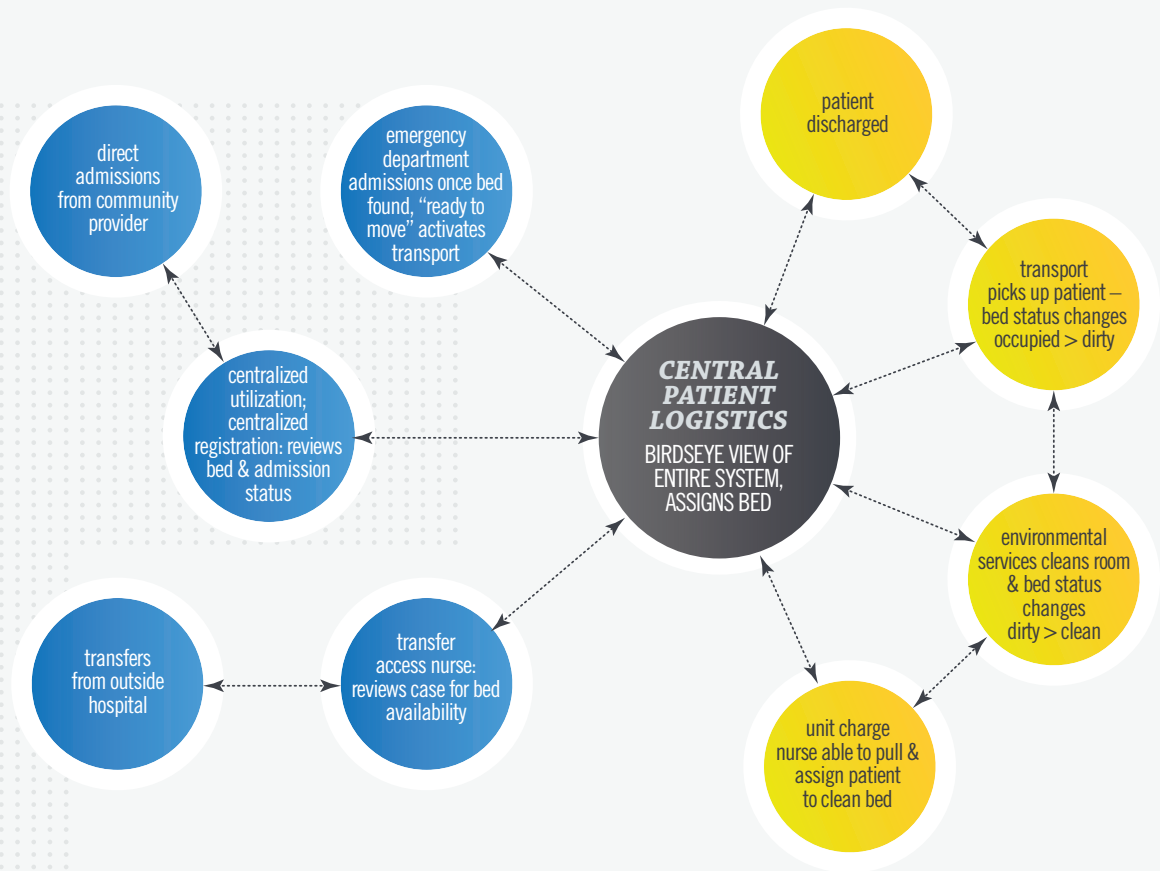 direct
admissions
from community
provider
emergency
department
admissions once bed
found, “ready to
move” activates
transport
centralized
utilization;
centralized
registration: reviews
bed & admission
status
transfers
from outside
hospital
transfer
access nurse:
reviews case for bed
availability
CENTRAL
PATIENT
LOGISTICS
BIRDSEYE VIEW OF
ENTIRE SYSTEM,
ASSIGNS BED
patient
discharged
transport
picks up patient –
bed status changes
occupied > dirty
environmental
services cleans room
& bed status
changes
dirty > clean
unit charge
nurse able to pull &
assign patient
to clean bed